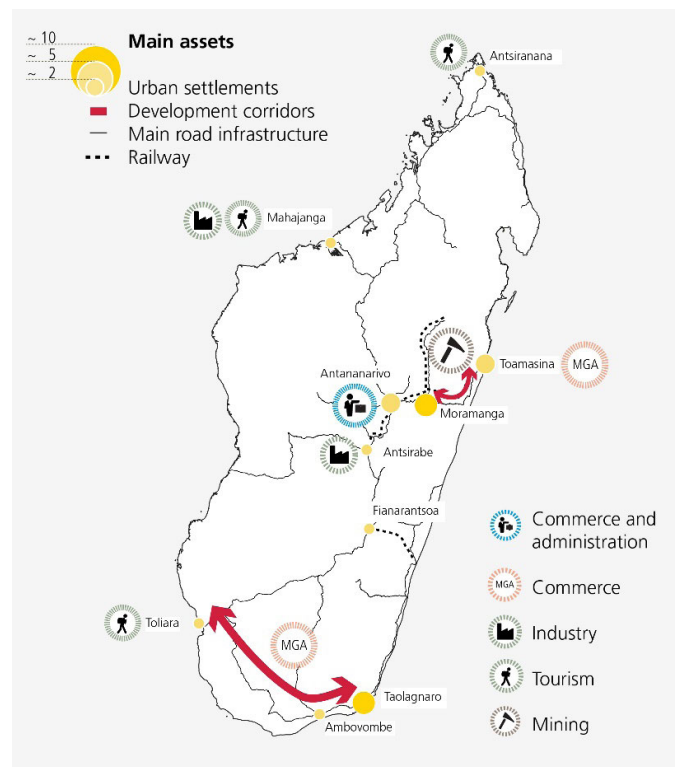 ~ 10
~ 5
~ 2
Main assets
Urban settlements
Development corridors
Main road infrastructure
Railway
Antsiranana
Mahajanga
Antananarivo
Toamasina
MGA
Moramanga
Antsirabe
Fianarantsoa
Toliara
MGA
Taolagnaro
Ambovombe
Commerce and
administration
MGA
Commerce
Industry
Tourism
Mining